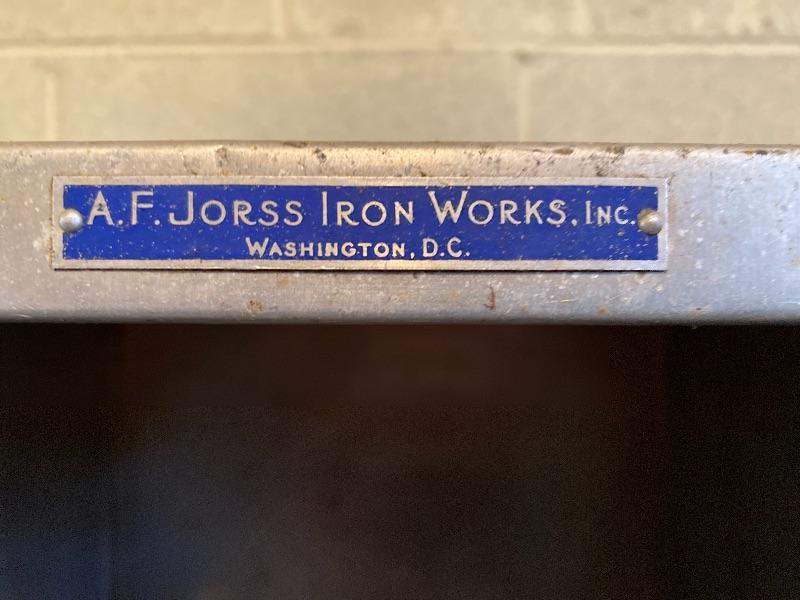 A.F. JORSS IRON WORKS, INC.
WASHINGTON, D.C.